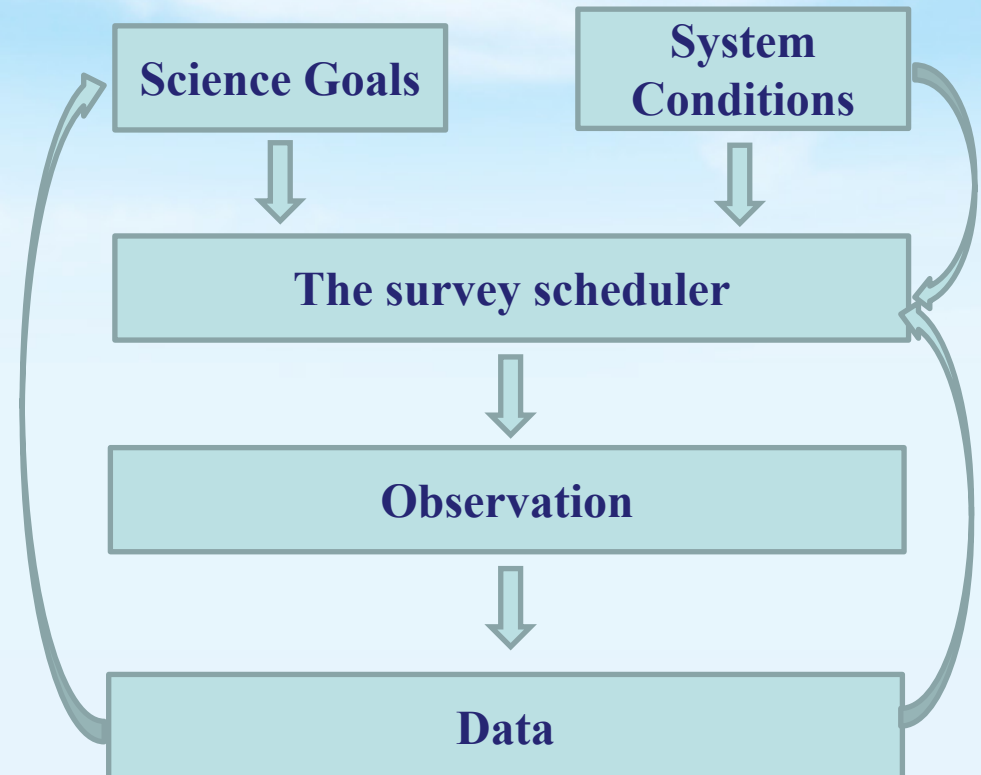 Science Goals
System
Conditions
The survey scheduler
Observation
Data